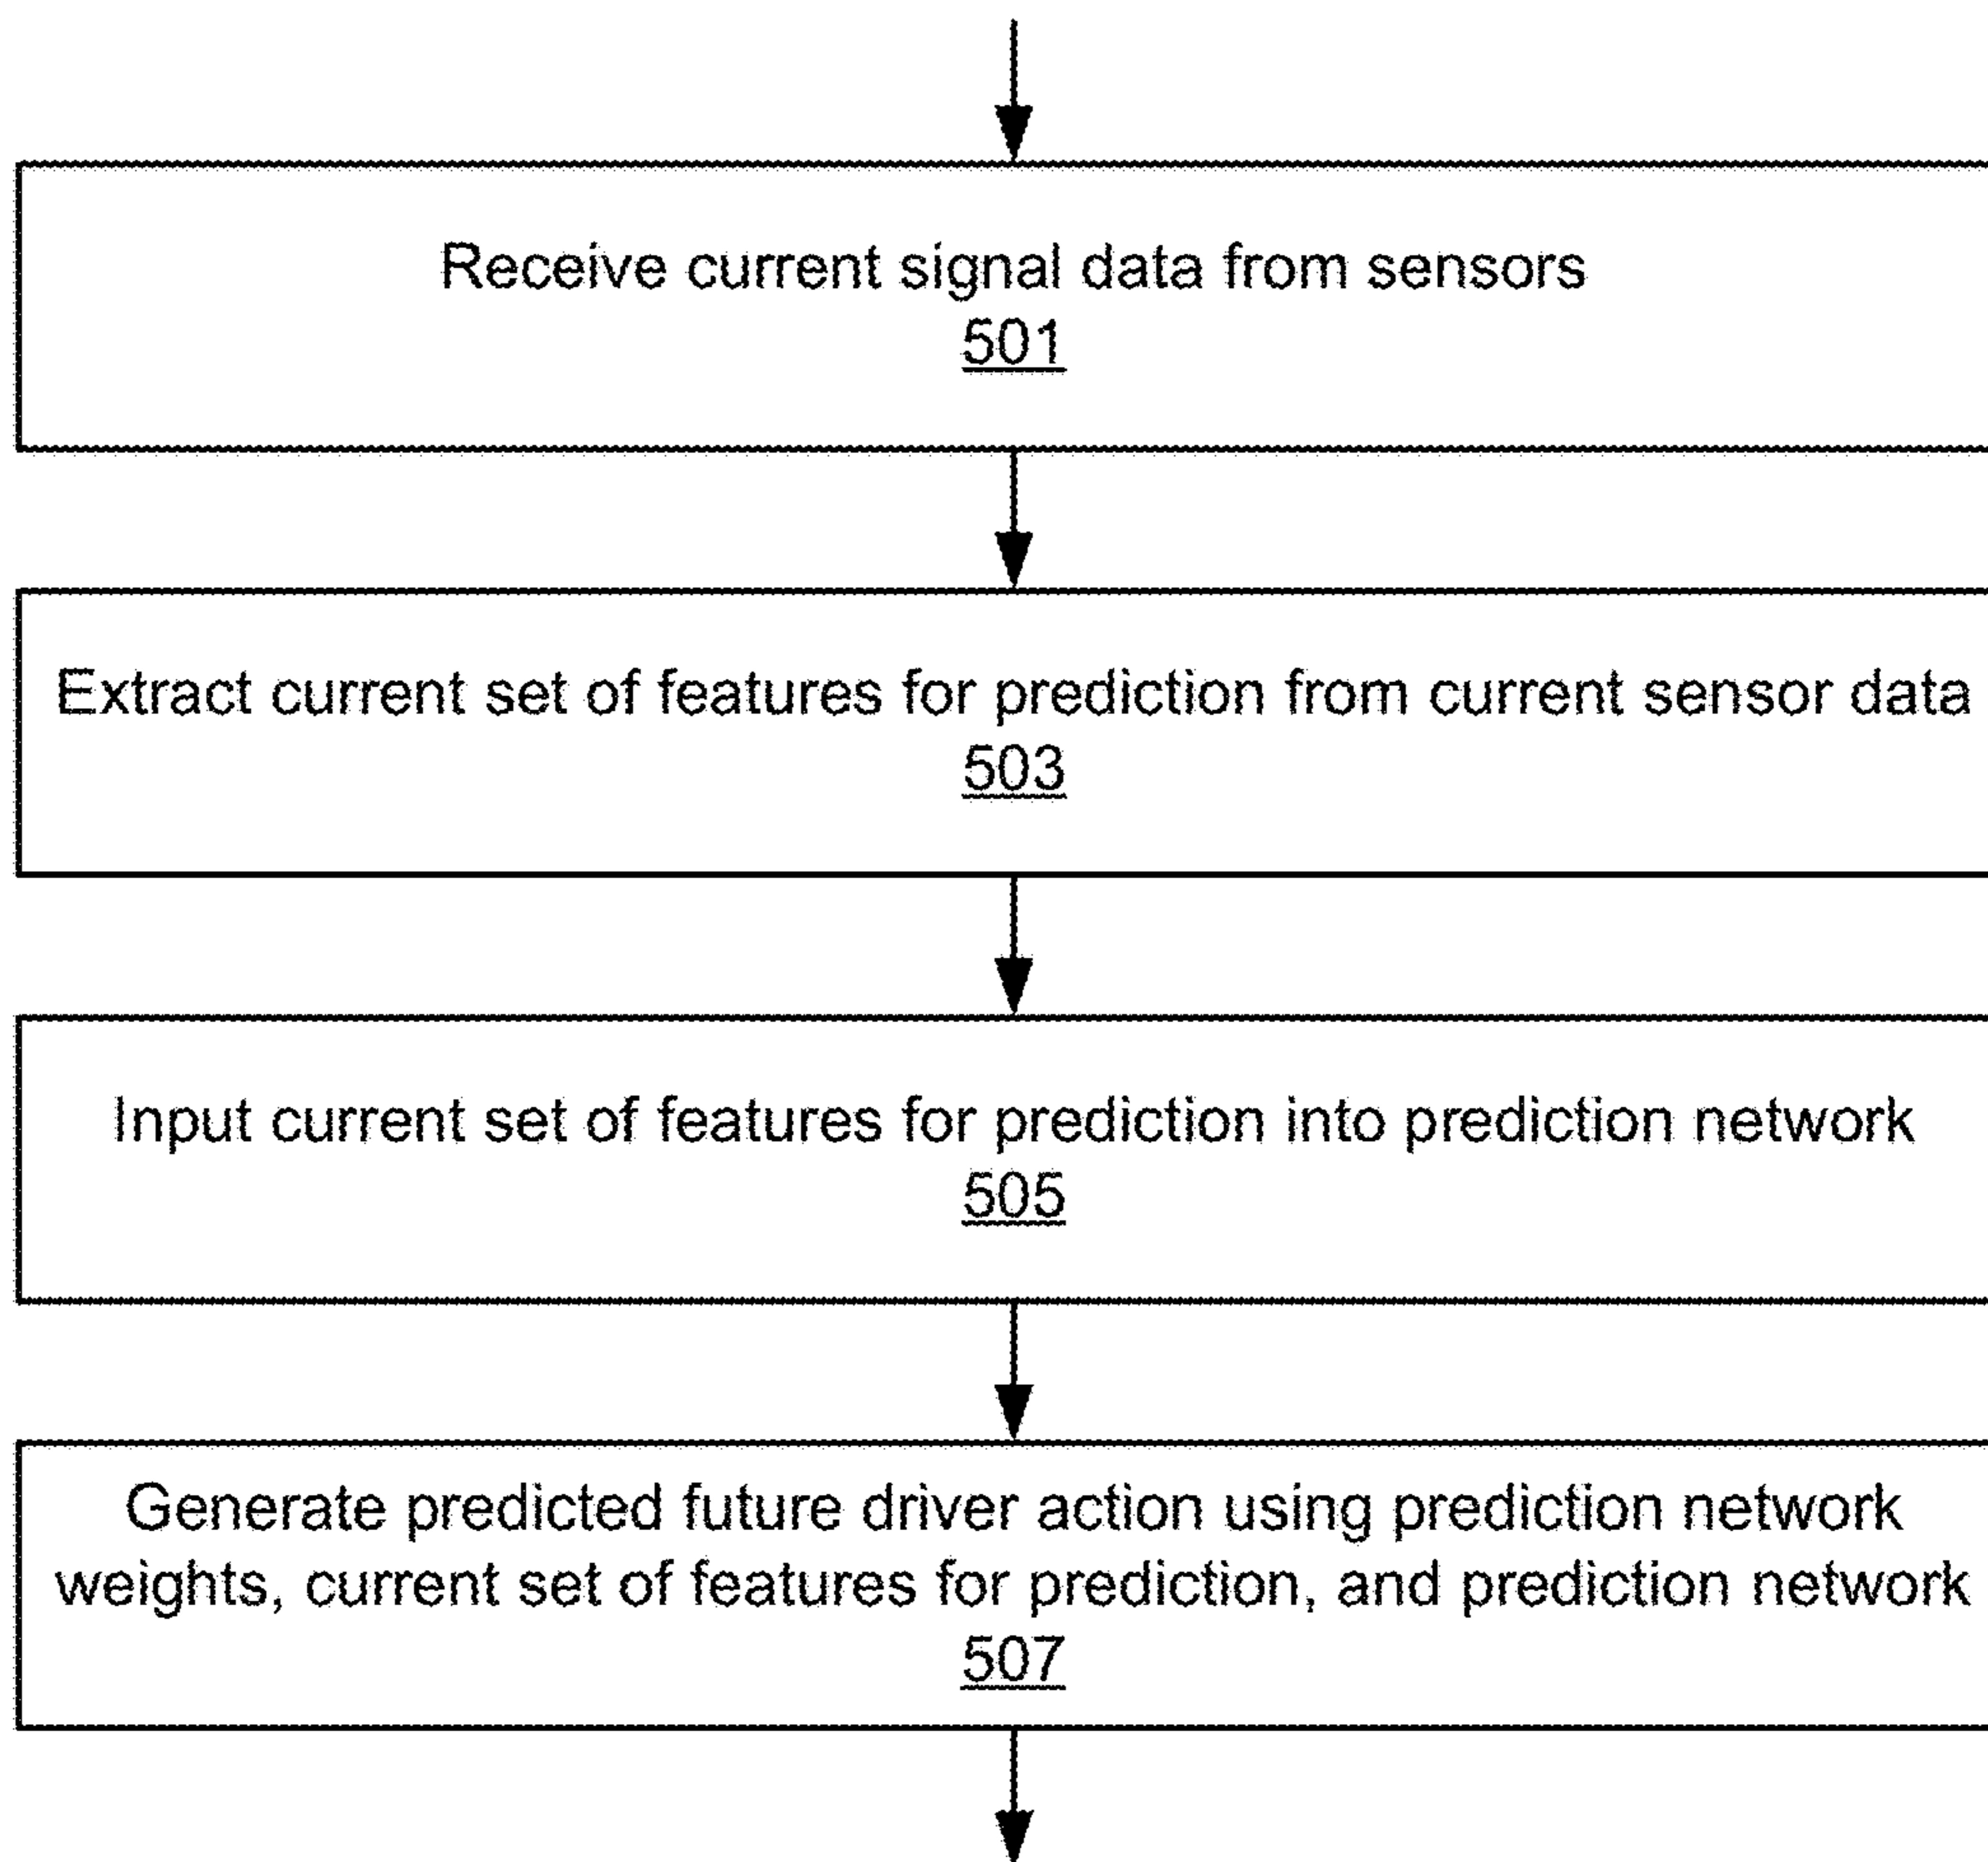 Receive current signal data from sensors
501
Extract current set of features for prediction from current sensor data
503
Input current set of features for prediction into prediction network
505
Generate predicted future driver action using prediction network
weights, current set of features for prediction, and prediction network
507